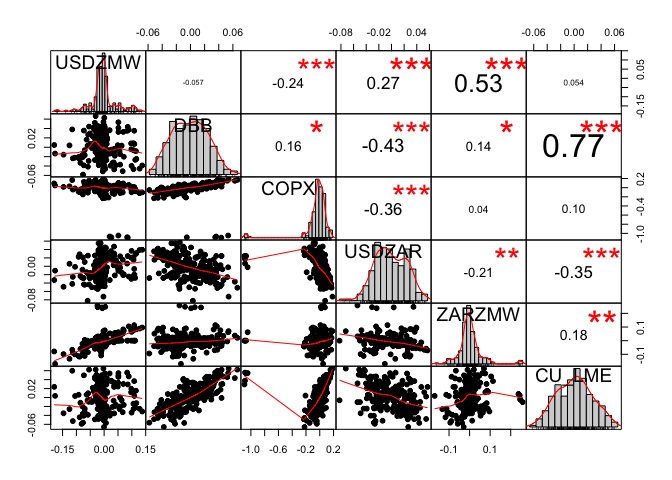 -0.06 0.00 0.06 -0.08 -0.02 0.04 -0.06 0.00 0.06
USDZMW -0.057 *** -0.24 *** 0.27 *** 0.53 0.054 -0.15 0.05
-0.06 0.02 DBB * 0.16 *** -0.43 * 0.14 *** 0.77
COPX *** -0.36 0.04 0.10 -1.0 -0.4 0.2
-0.08 0.00 USDZAR ** -0.21 *** -0.35
ZARZMW ** 0.18 -0.1 0.1
-0.06 0.02 CU ME
-0.15 0.00 0.15 -1.0 -0.2 0.2 -0.1 0.1